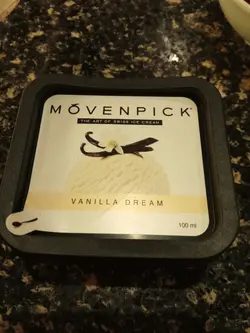 MÖVENPICK
THE ART OF SWISS ICE CREAM
VANILLA DREAM
100 ml